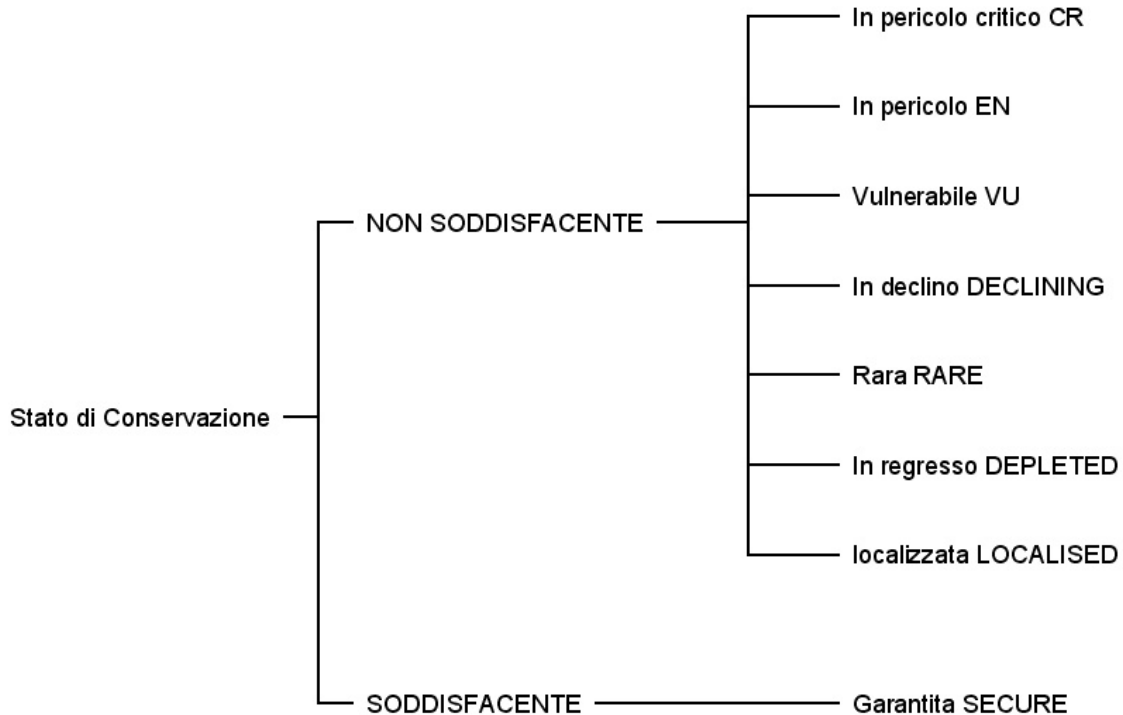 In pericolo critico CR
In pericolo EN
Vulnerabile VU
NON SODDISFACENTE
In declino DECLINING
Rara RARE
Stato di Conservazione
In regresso DEPLETED
localizzata LOCALISED
SODDISFACENTE
Garantita SECURE